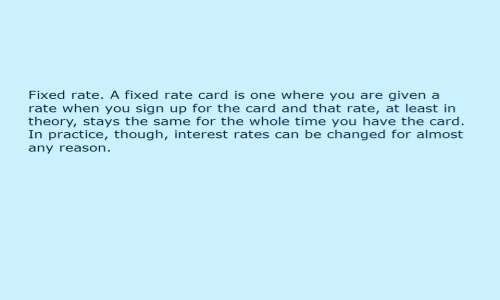 Fixed rate. A fixed rate card is one where you are given a
rate when you sign up for the card and that rate, at least in
theory, stays the same for the whole time you have the card.
In practice, though, interest rates can be changed for almost
any reason.